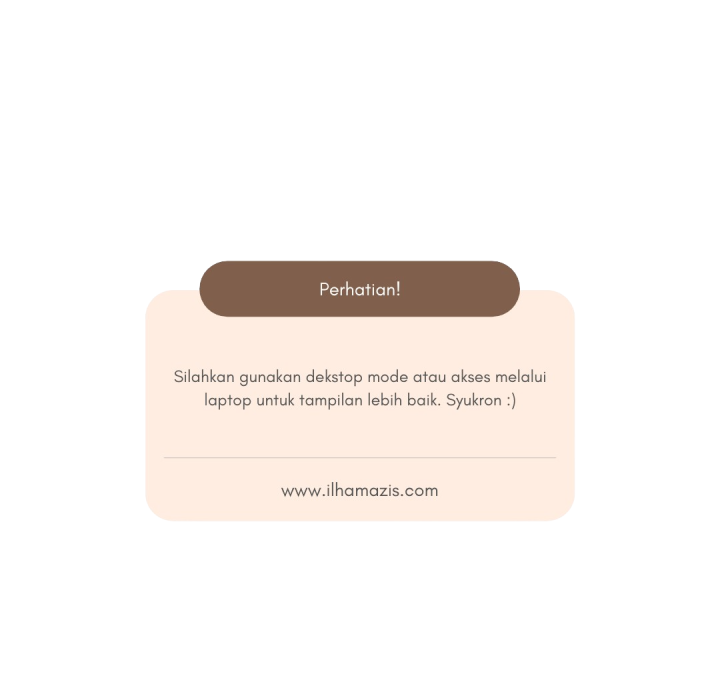 Perhatian!
Silahkan gunakan dekstop mode atau akses melalui
laptop untuk tampilan lebih baik. Syukron :)
www.ilhamazis.com